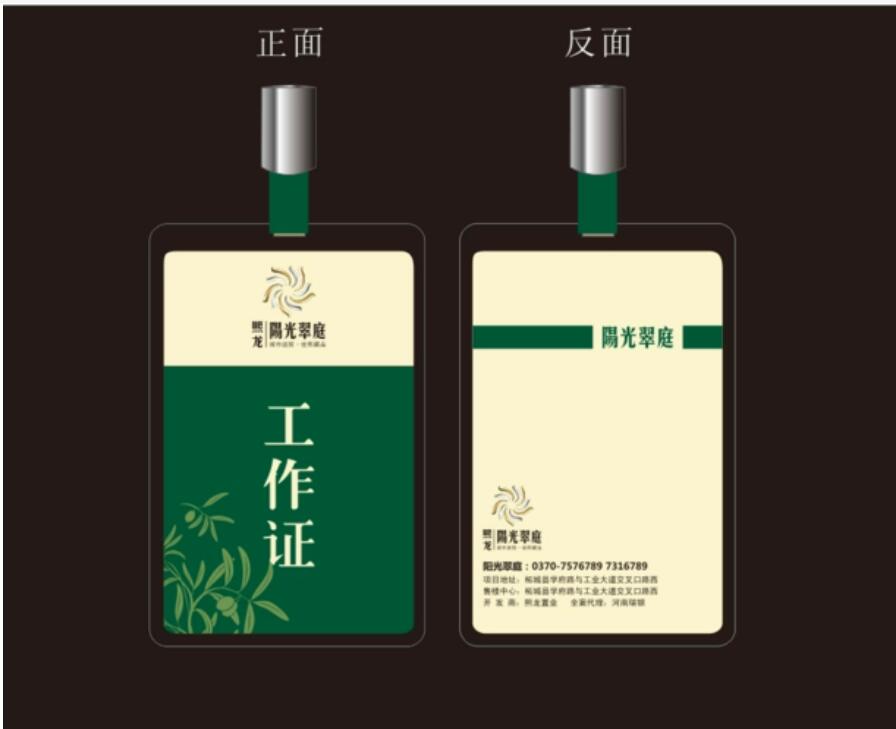 正面
反面
熙龙
陽光翠庭
工作证
陽光翠庭
熙龙
陽光翠庭
阳光翠庭：0370-7576789 7316789
项目地址：柘城县学府路与工业大道交叉口路西
售楼中心：柘城县学府路与工业大道交叉口路西
开 发 商：熙龙置业 全案代理：河南瑞银